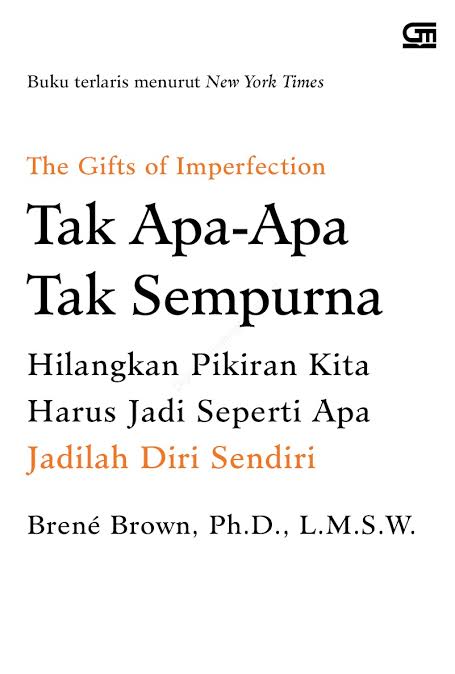 Buku terlaris menurut New York Times
The Gifts of Imperfection
Tak Apa-Apa
Tak Sempurna
Hilangkan Pikiran Kita
Harus Jadi Seperti Apa
Jadilah Diri Sendiri
Brené Brown, Ph.D., L.M.S.W.